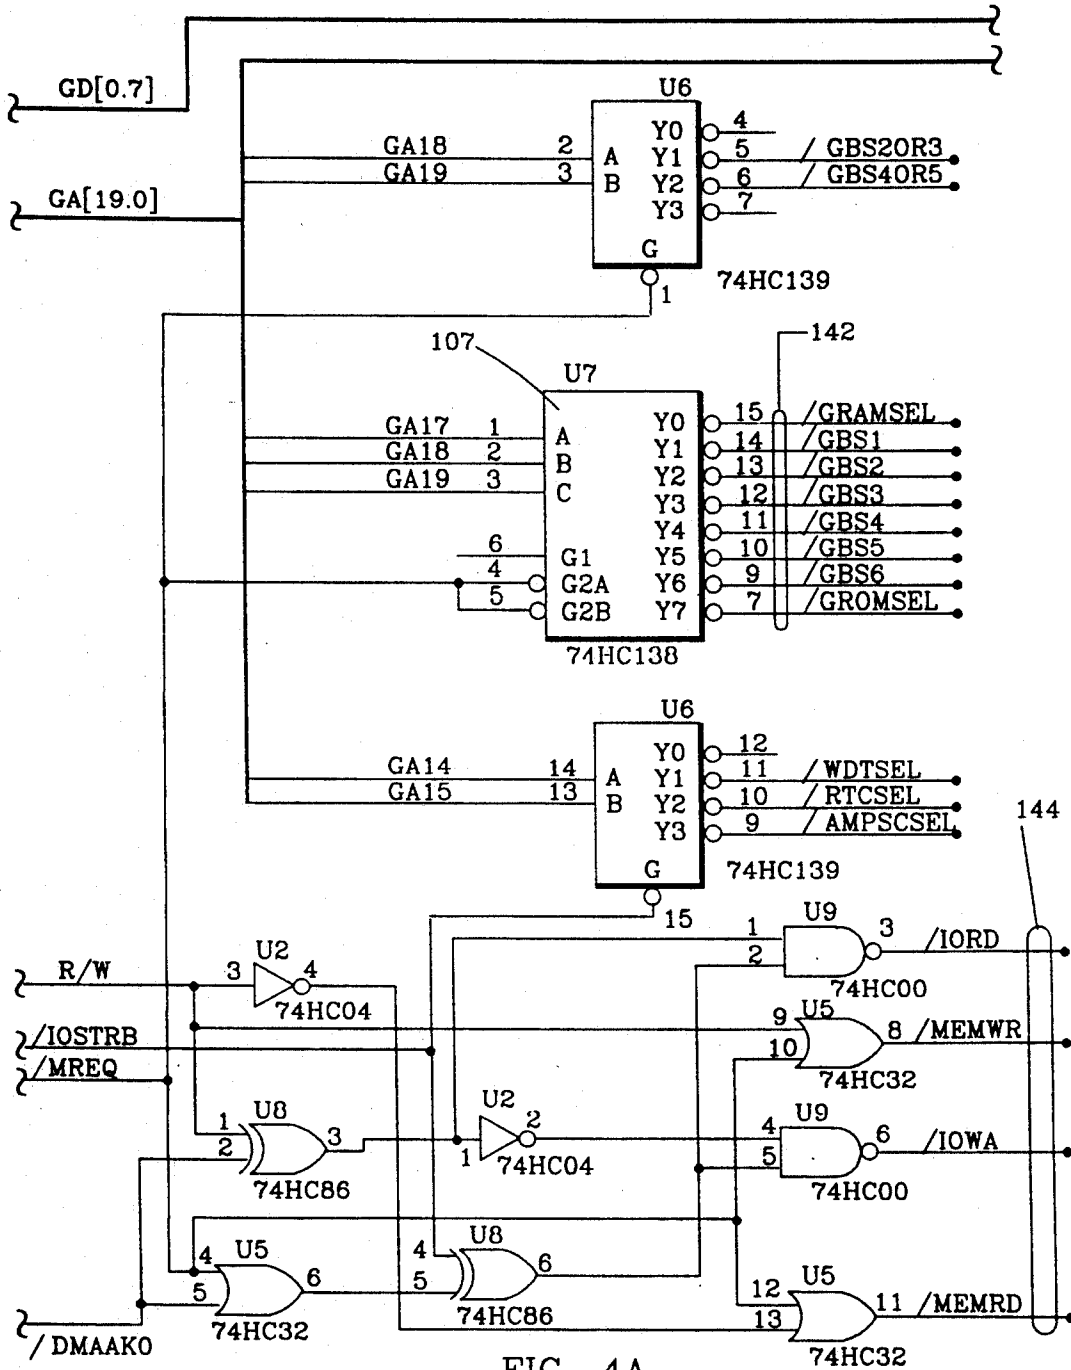 GD[0.7]
GA[19.0]
U6
GA18 2 A Y0 4
GA19 3 B Y1 5 /GBS2OR3
Y2 6 /GBS4OR5
Y3 7
G
1
74HC139
107
142
U7
GA17 1 A Y0 15 /GRAMSEL
GA18 2 B Y1 14 /GBS1
GA19 3 C Y2 13 /GBS2
Y3 12 /GBS3
Y4 11 /GBS4
6 G1 Y5 10 /GBS5
4 G2A Y6 9 /GBS6
5 G2B Y7 7 /GROMSEL
74HC138
U6
Y0 12
GA14 14 A Y1 11 /WDTSEL
GA15 13 B Y2 10 /RTCSEL
Y3 9 /AMPSCSEL
G
15
74HC139
144
R/W
U2
3 4
74HC04
U9
1 3 /IORD
2
74HC00
/IOSTRB
/MREQ
U5
9 8 /MEMWR
10
74HC32
U8
1 3
2
74HC86
U2
1 2
74HC04
U9
4 6 /IOWA
5
74HC00
U5
4 6
5
74HC32
U8
4 6
5
74HC86
U5
12 11 /MEMRD
13
74HC32
/DMAAK0
FIG. 4A